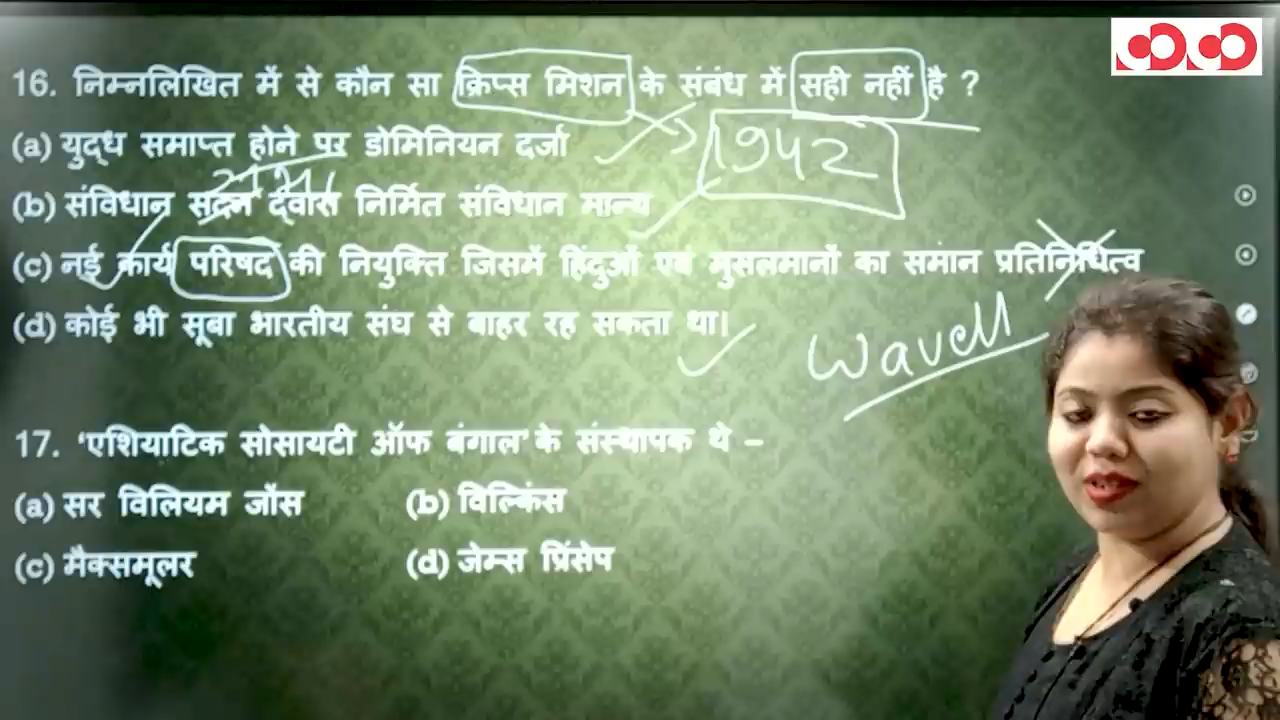 16. निम्नलिखित में से कौन सा क्रिप्स मिशन के संबंध में सही नहीं है ?
(a) युद्ध समाप्त होने पर डोमिनियन दर्जा
1942
सभा
(b) संविधान सदन द्वारा निर्मित संविधान मान्य
(c) नई कार्य परिषद की नियुक्ति जिसमें हिंदुओं एवं मुसलमानों का समान प्रतिनिधित्व
(d) कोई भी सूबा भारतीय संघ से बाहर रह सकता था।
Wavell
17. ‘एशियाटिक सोसायटी ऑफ बंगाल’ के संस्थापक थे –
(a) सर विलियम जोंस (b) विल्किंस
(c) मैक्समूलर (d) जेम्स प्रिंसेप